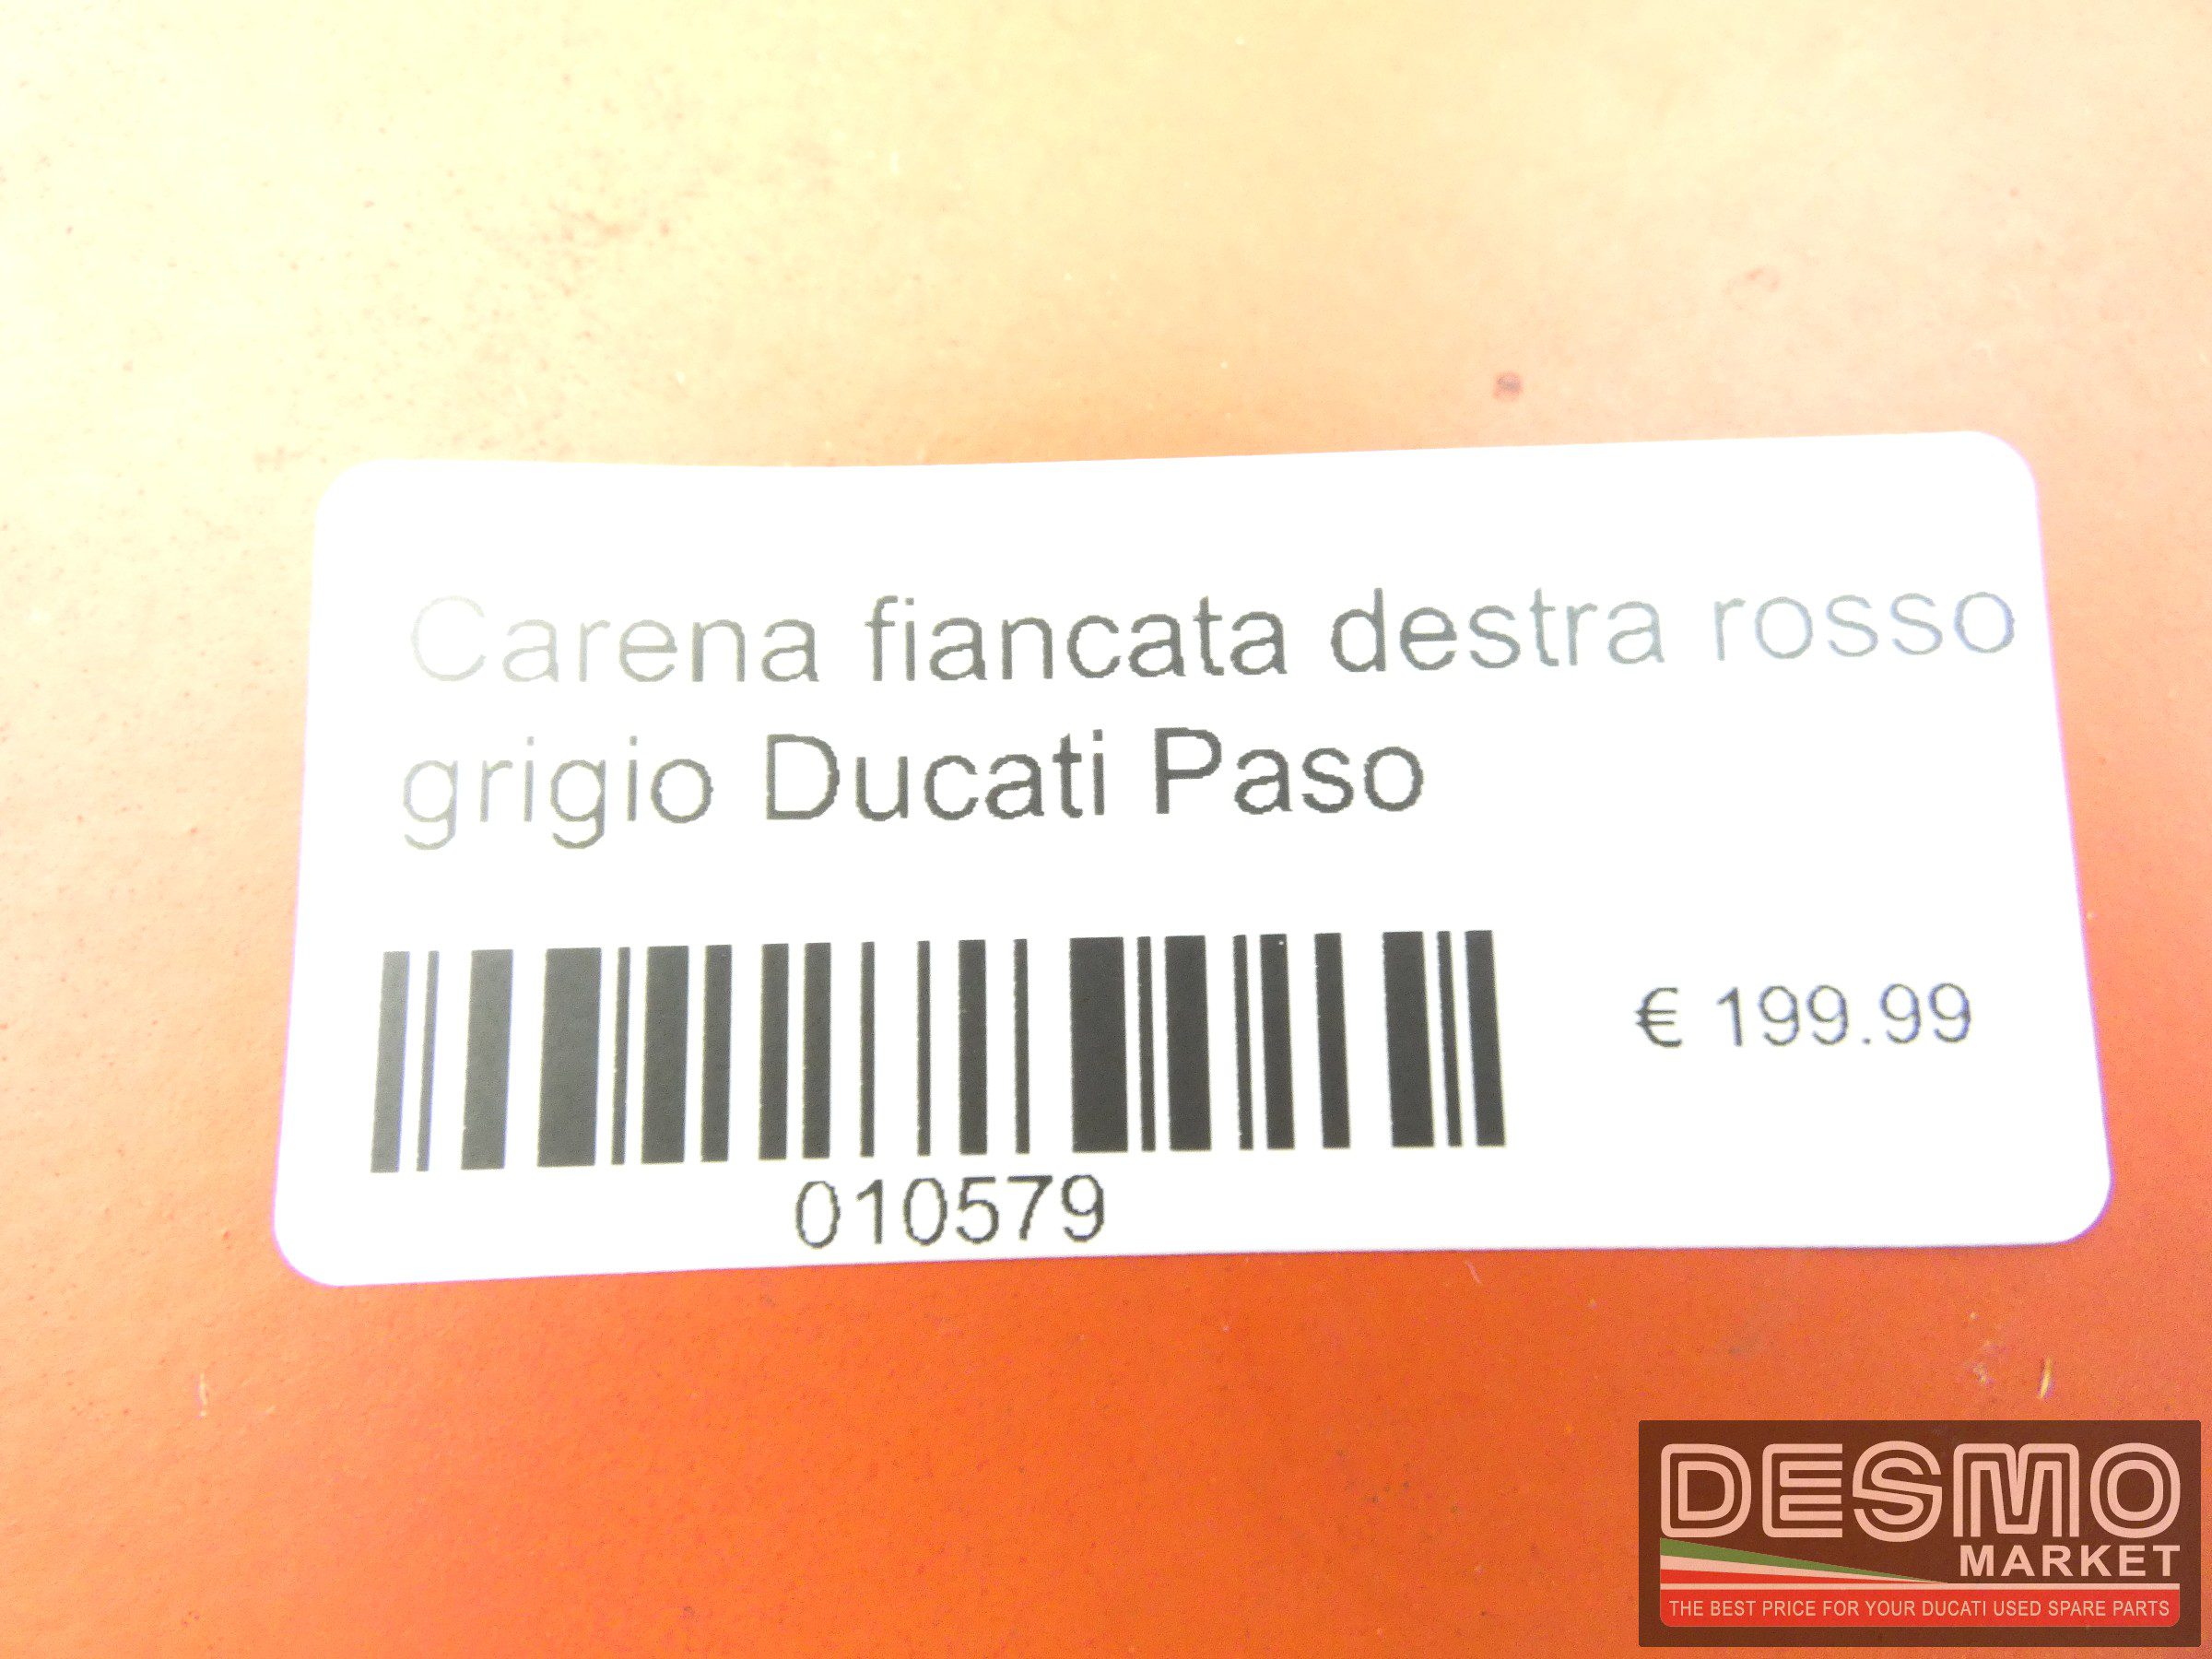 Carena fiancata destra rosso
grigio Ducati Paso
€ 199.99
010579
DESMO
MARKET
THE BEST PRICE FOR YOUR DUCATI USED SPARE PARTS